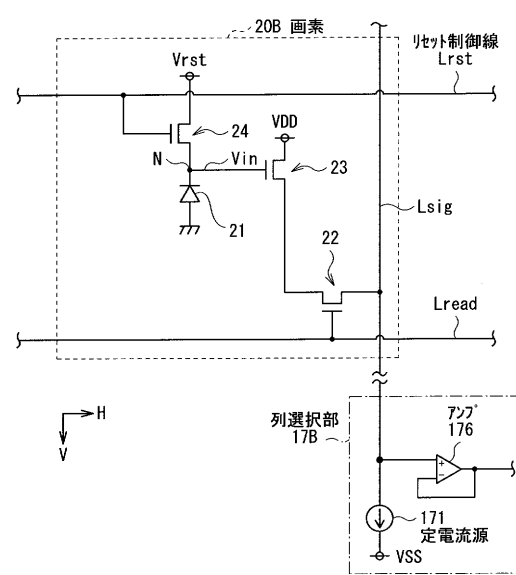 20B 画素
リセット制御線
Lrst
Vrst
24
VDD
N
Vin
23
21
Lsig
22
Lread
H
V
列選択部
17B
アンプ
176
171
定電流源
VSS